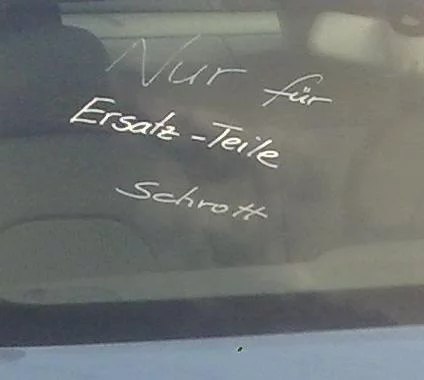 Nur für
Ersatz-Teile
Schrott